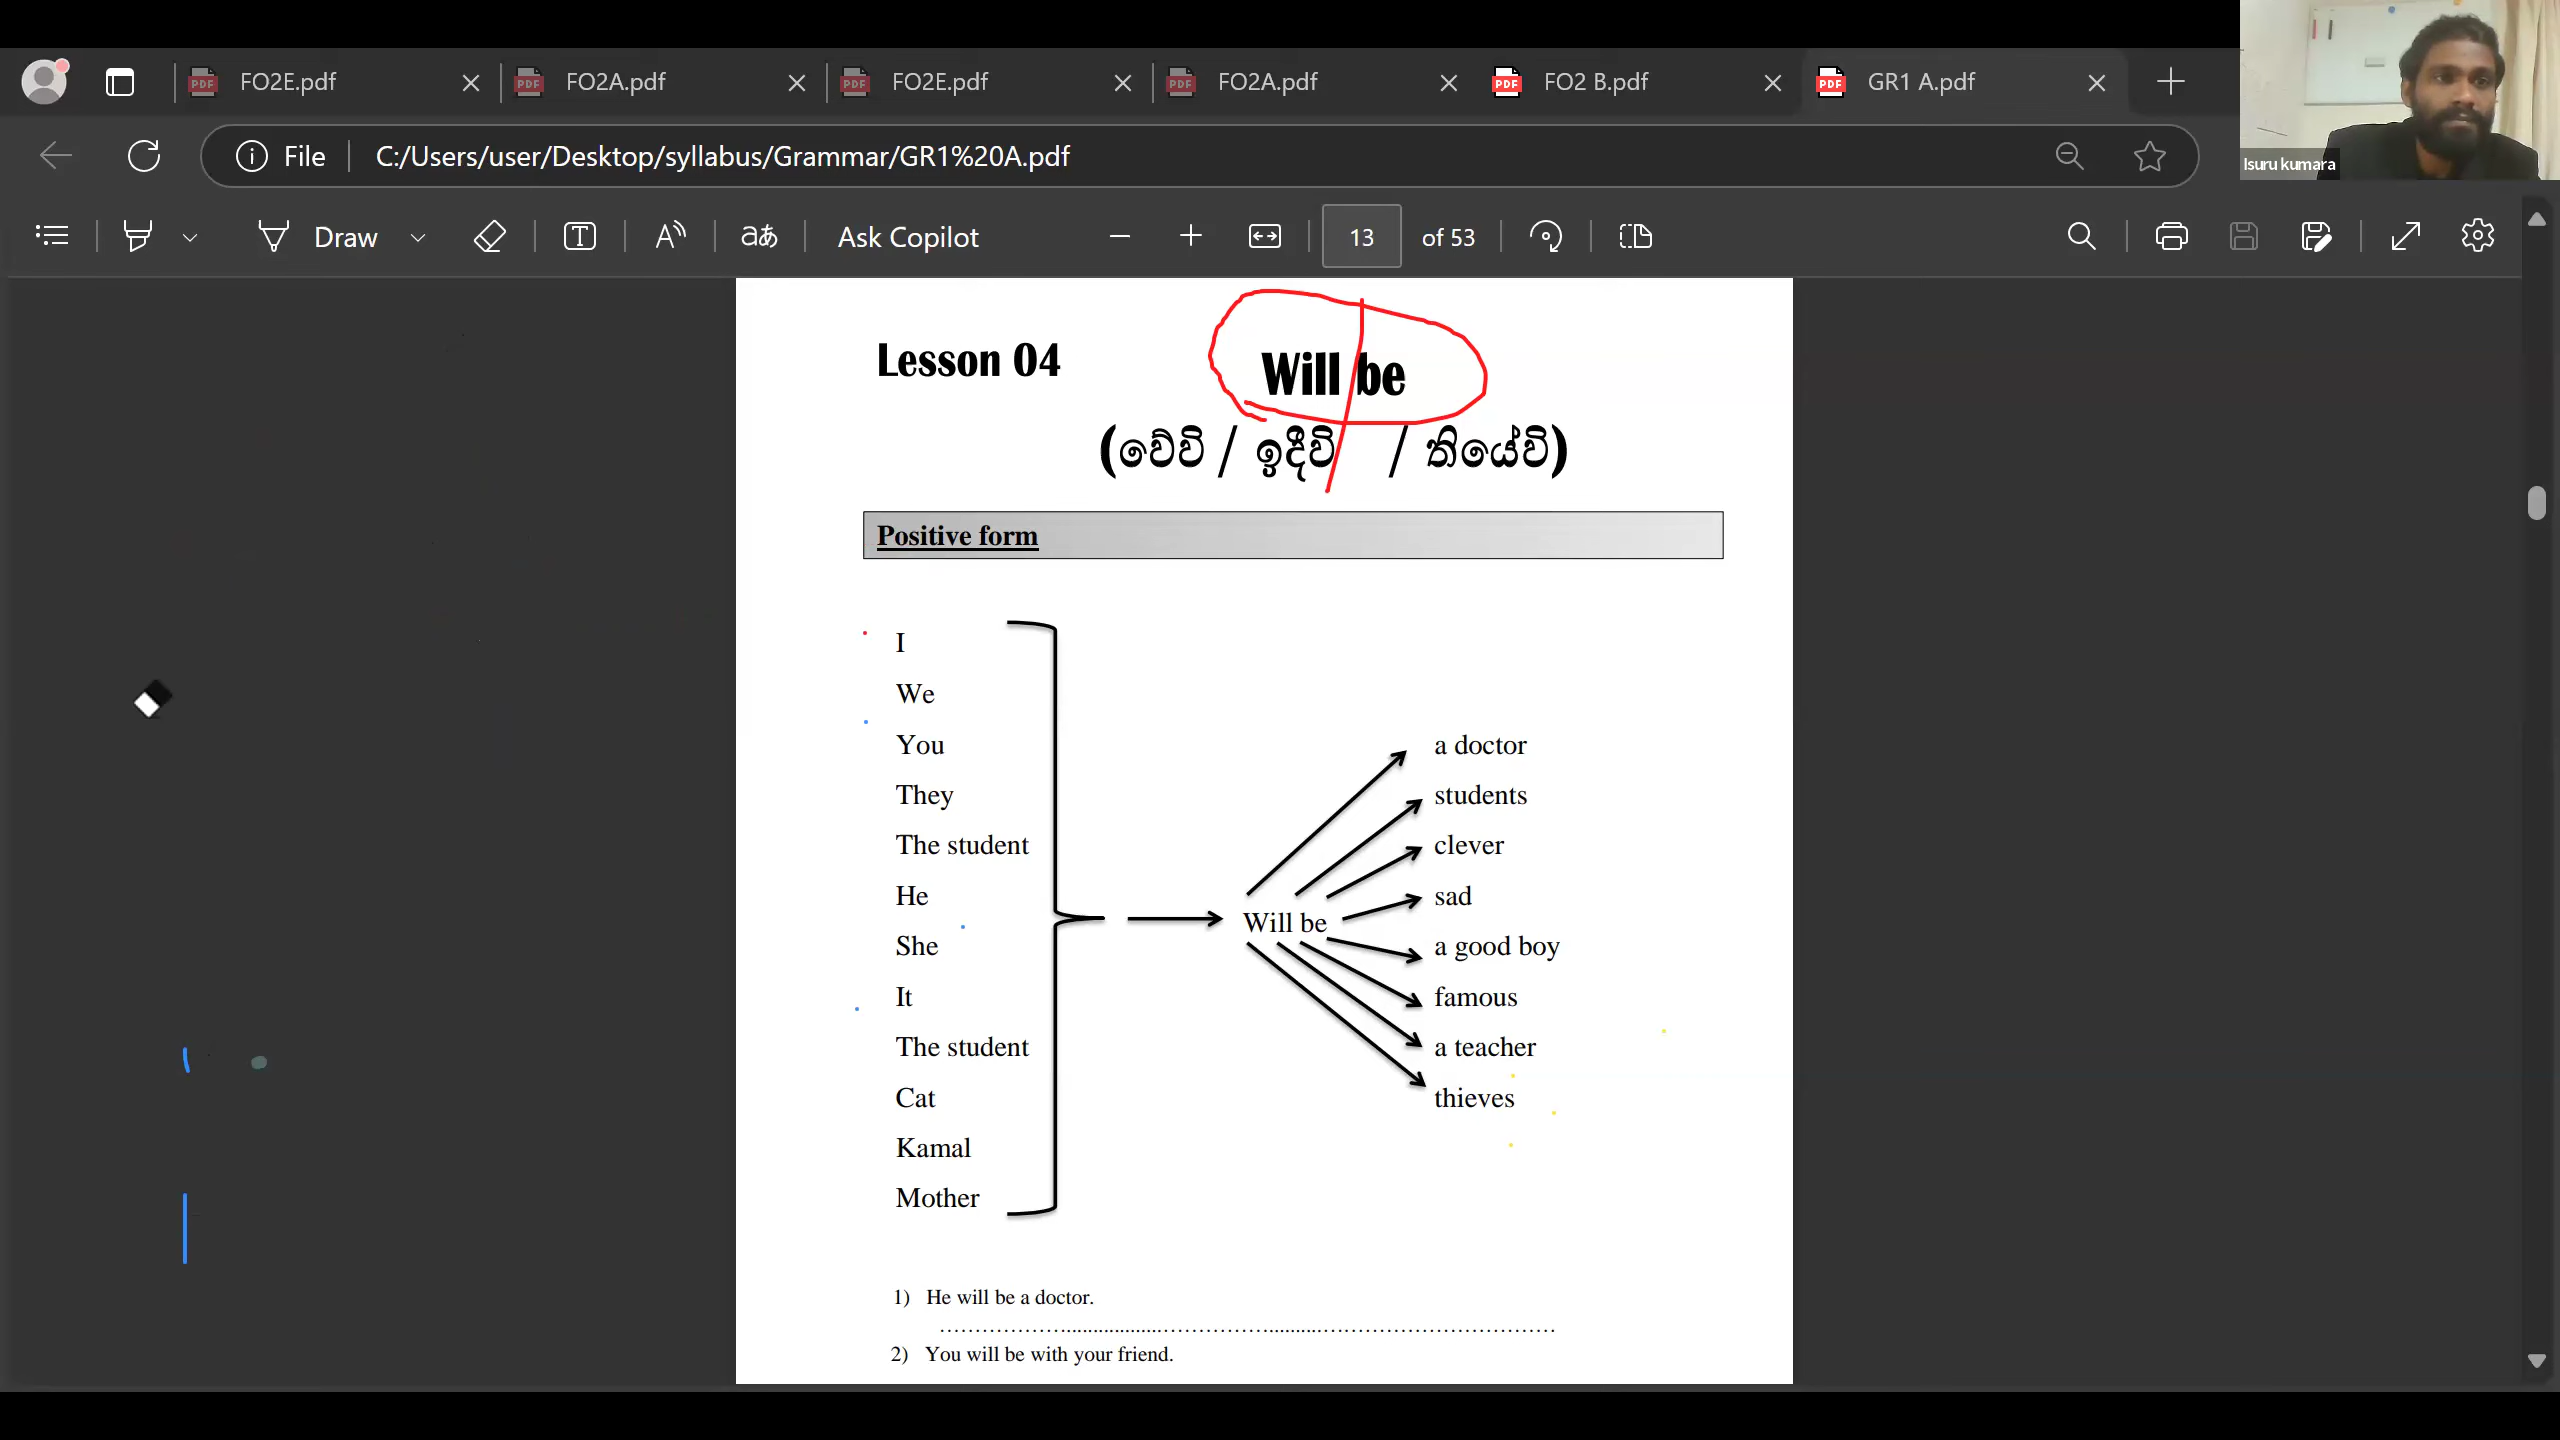 FO2E.pdf FO2A.pdf FO2E.pdf FO2A.pdf FO2 B.pdf GR1 A.pdf
File C:/Users/user/Desktop/syllabus/Grammar/GR1%20A.pdf
Isuru kumara
Draw aあ Ask Copilot 13 of 53
Lesson 04 Will be
(වේවි / ඉදීවි / තියේවි)
Positive form
I
We
You
They
The student
He
She
It
The student
Cat
Kamal
Mother
Will be
a doctor
students
clever
sad
a good boy
famous
a teacher
thieves
1) He will be a doctor.
2) You will be with your friend.